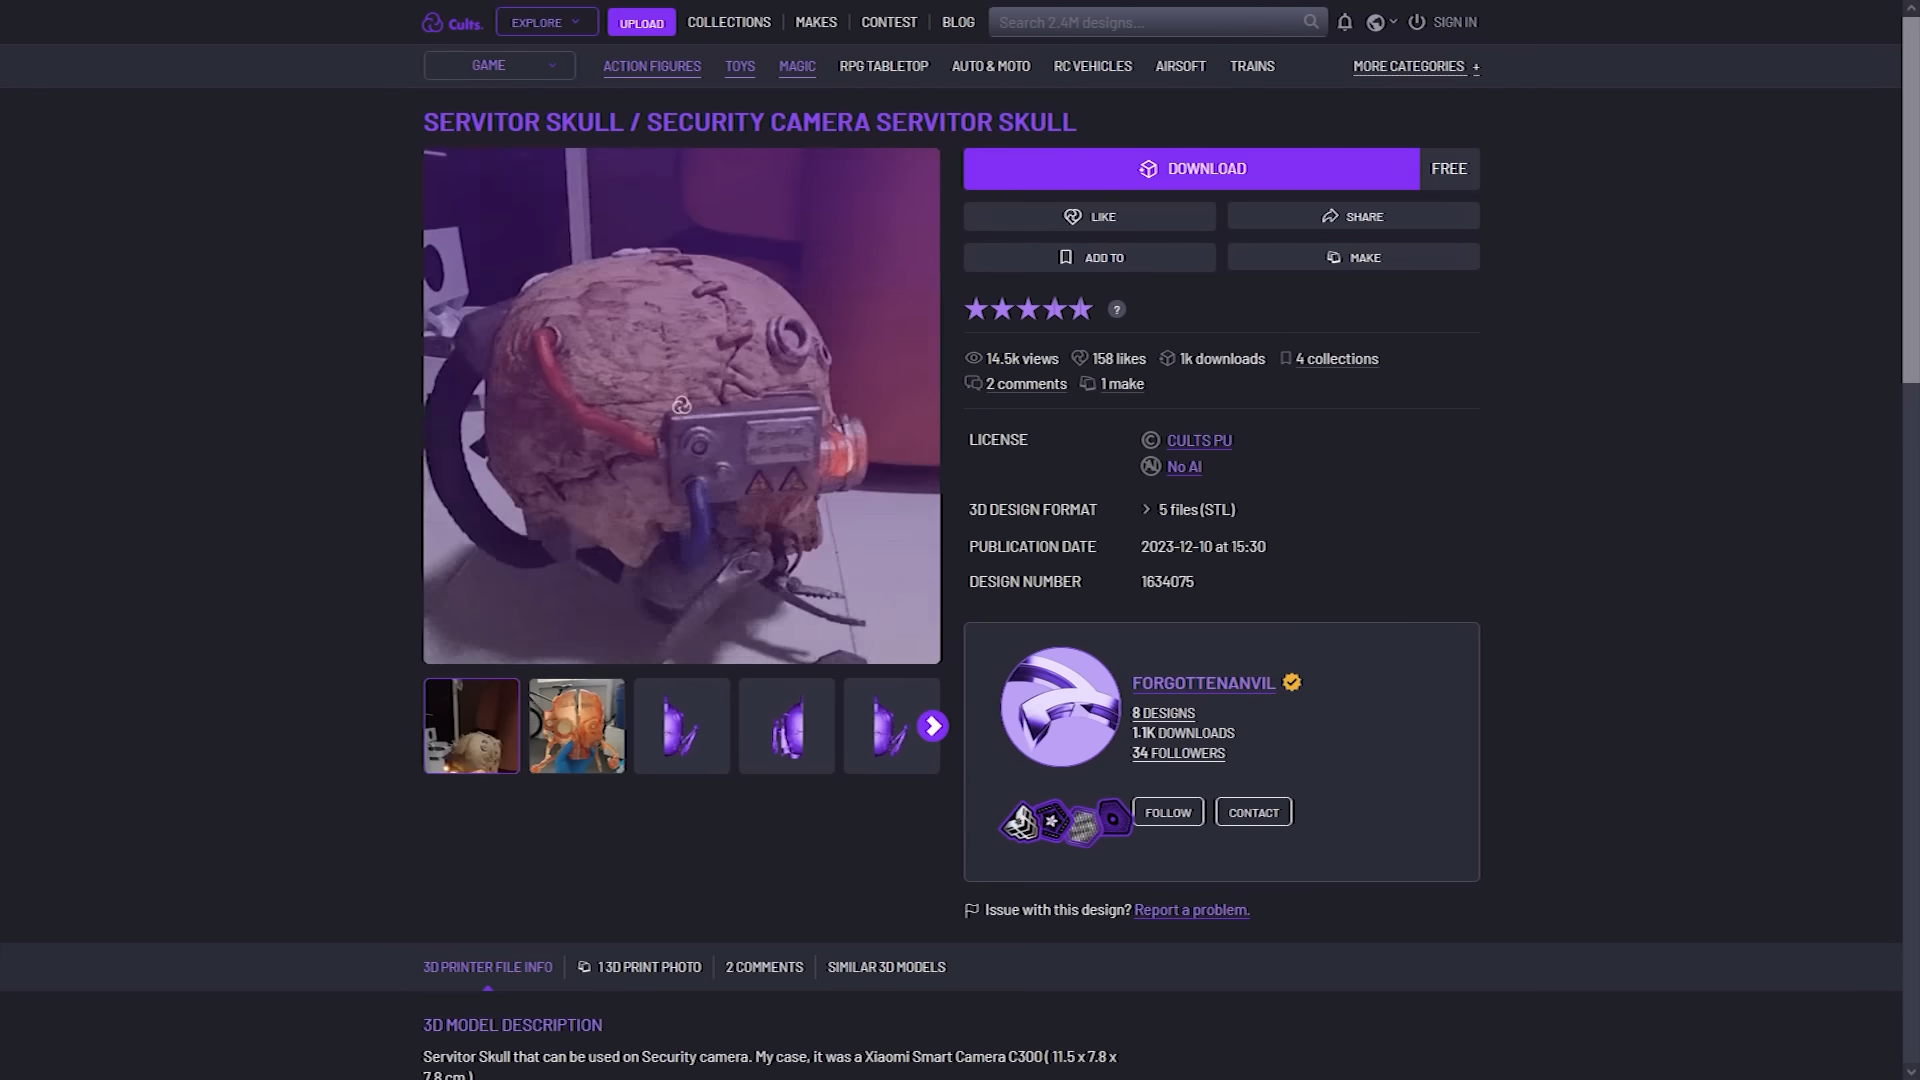 Cults.
EXPLORE
UPLOAD
COLLECTIONS
MAKES
CONTEST
BLOG
Search 2.4M designs...
SIGN IN
GAME
ACTION FIGURES
TOYS
MAGIC
RPG TABLETOP
AUTO & MOTO
RC VEHICLES
AIRSOFT
TRAINS
MORE CATEGORIES +
SERVITOR SKULL / SECURITY CAMERA SERVITOR SKULL
DOWNLOAD
FREE
LIKE
SHARE
ADD TO
MAKE
?
14.5k views 158 likes 1k downloads 4 collections
2 comments 1 make
LICENSE
CULTS PU
No AI
3D DESIGN FORMAT
5 files (STL)
PUBLICATION DATE
2023-12-10 at 15:30
DESIGN NUMBER
1634075
FORGOTTENANVIL
8 DESIGNS
1.1K DOWNLOADS
34 FOLLOWERS
FOLLOW
CONTACT
Issue with this design? Report a problem.
3D PRINTER FILE INFO
1 3D PRINT PHOTO
2 COMMENTS
SIMILAR 3D MODELS
3D MODEL DESCRIPTION
Servitor Skull that can be used on Security camera. My case, it was a Xiaomi Smart Camera C300 ( 11.5 x 7.8 x
7.8 cm )